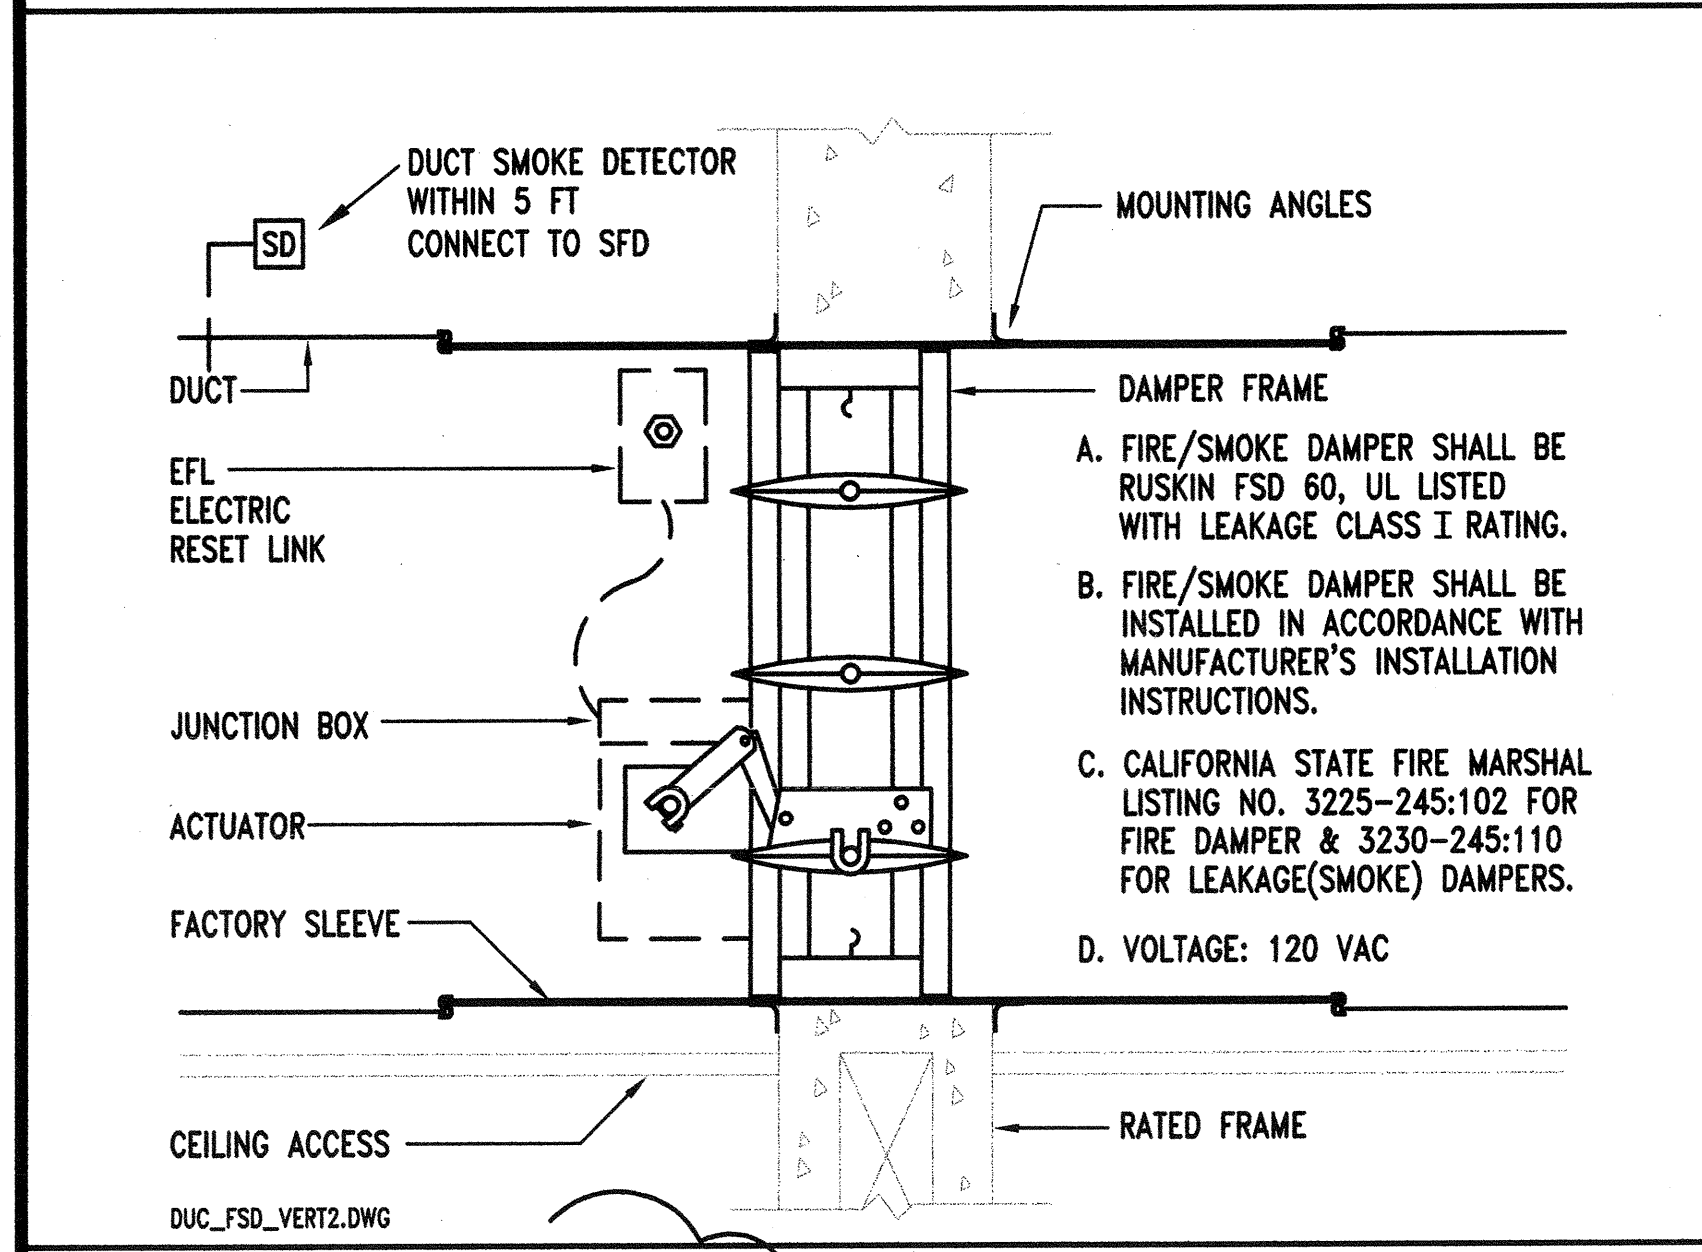 DUCT SMOKE DETECTOR
WITHIN 5 FT
CONNECT TO SFD
SD
MOUNTING ANGLES
DUCT
DAMPER FRAME
EFL
ELECTRIC
RESET LINK
A. FIRE/SMOKE DAMPER SHALL BE
RUSKIN FSD 60, UL LISTED
WITH LEAKAGE CLASS I RATING.
B. FIRE/SMOKE DAMPER SHALL BE
INSTALLED IN ACCORDANCE WITH
MANUFACTURER'S INSTALLATION
INSTRUCTIONS.
JUNCTION BOX
C. CALIFORNIA STATE FIRE MARSHAL
LISTING NO. 3225-245:102 FOR
FIRE DAMPER & 3230-245:110
FOR LEAKAGE(SMOKE) DAMPERS.
ACTUATOR
FACTORY SLEEVE
D. VOLTAGE: 120 VAC
CEILING ACCESS
RATED FRAME
DUC_FSD_VERT2.DWG